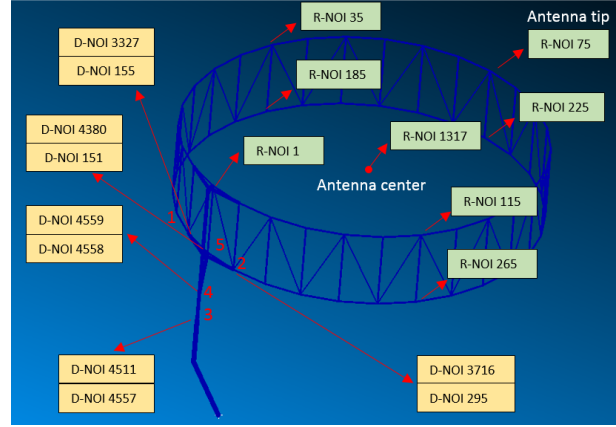 Antenna tip
R-NOI 35
R-NOI 75
D-NOI 3327
D-NOI 155
R-NOI 185
R-NOI 225
D-NOI 4380
D-NOI 151
R-NOI 1
R-NOI 1317
Antenna center
R-NOI 115
1
D-NOI 4559
D-NOI 4558
5
2
R-NOI 265
4
3
D-NOI 4511
D-NOI 4557
D-NOI 3716
D-NOI 295